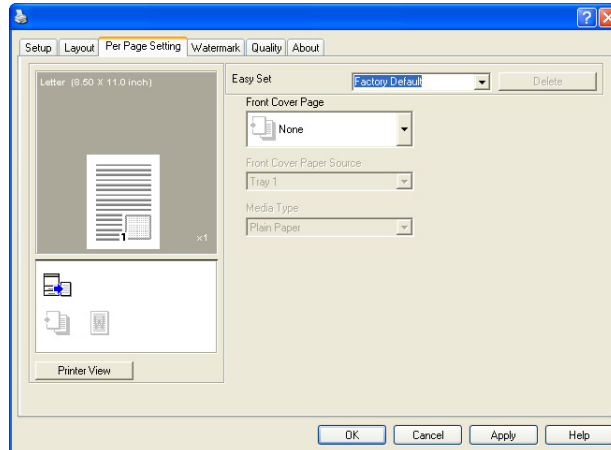 Setup Layout Per Page Setting Watermark Quality About
Letter (8.50 X 11.0 inch)
1
x1
Printer View
Easy Set Factory Default Delete
Front Cover Page
None
Front Cover Paper Source
Tray 1
Media Type
Plain Paper
OK Cancel Apply Help